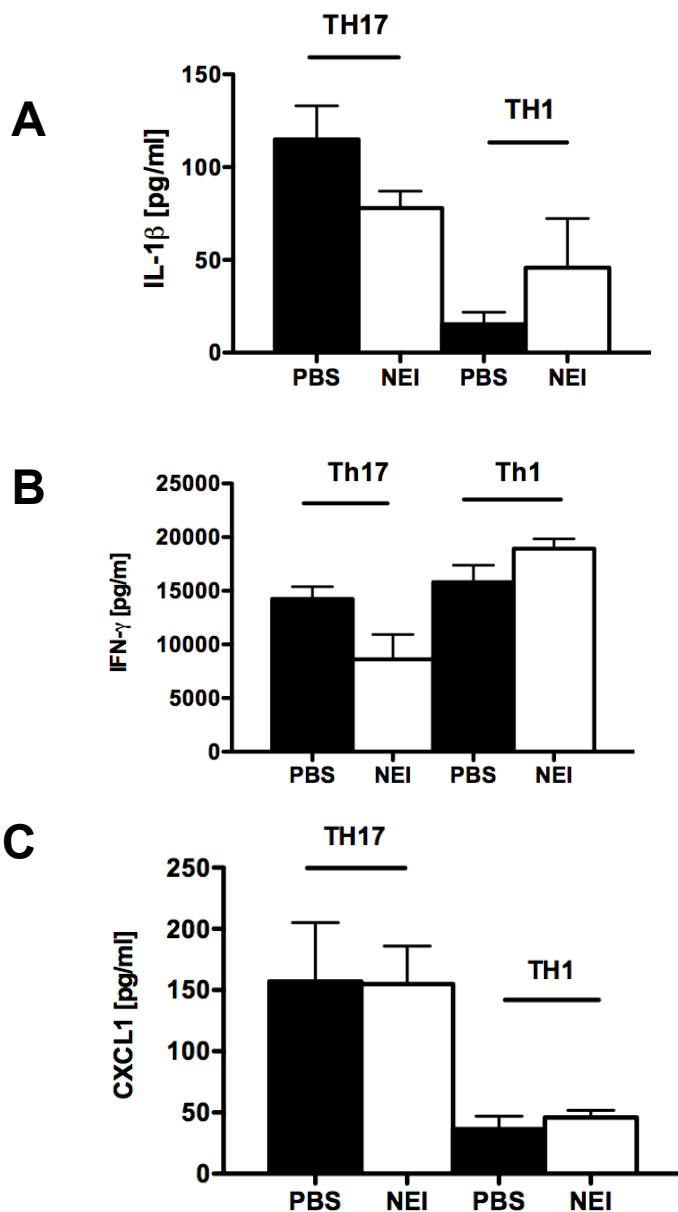 A
TH17
TH1
IL-1β [pg/ml]
150
100
50
0
PBS NEI PBS NEI
B
Th17 Th1
IFN-γ [pg/m]
25000
20000
15000
10000
5000
0
PBS NEI PBS NEI
C
TH17
TH1
CXCL1 [pg/ml]
250
200
150
100
50
0
PBS NEI PBS NEI